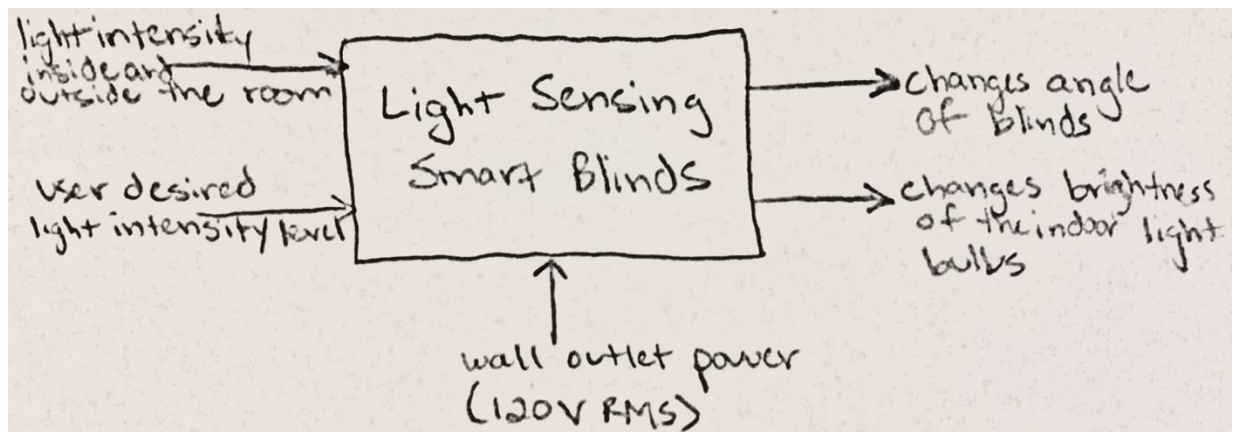 light intensity
inside and
outside the room
user desired
light intensity level
Light Sensing
Smart Blinds
changes angle
of blinds
changes brightness
of the indoor light
bulbs
wall outlet power
(120V RMS)